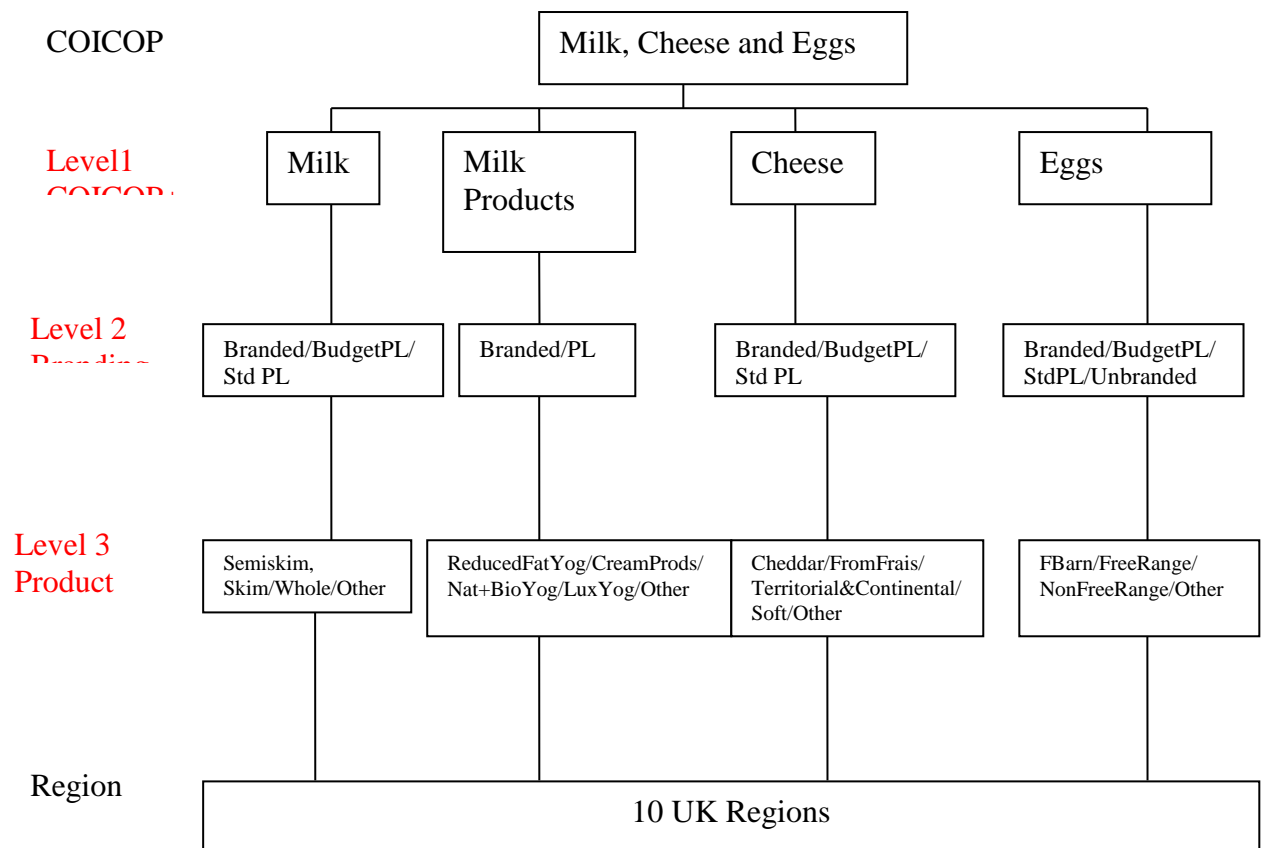 COICOP
Milk, Cheese and Eggs
Level1
COICOP+
Milk
Milk
Products
Cheese
Eggs
Level 2
Branding
Branded/BudgetPL/
Std PL
Branded/PL
Branded/BudgetPL/
Std PL
Branded/BudgetPL/
StdPL/Unbranded
Level 3
Product
Semiskim,
Skim/Whole/Other
ReducedFatYog/CreamProds/
Nat+BioYog/LuxYog/Other
Cheddar/FromFrais/
Territorial&Continental/
Soft/Other
FBarn/FreeRange/
NonFreeRange/Other
Region
10 UK Regions